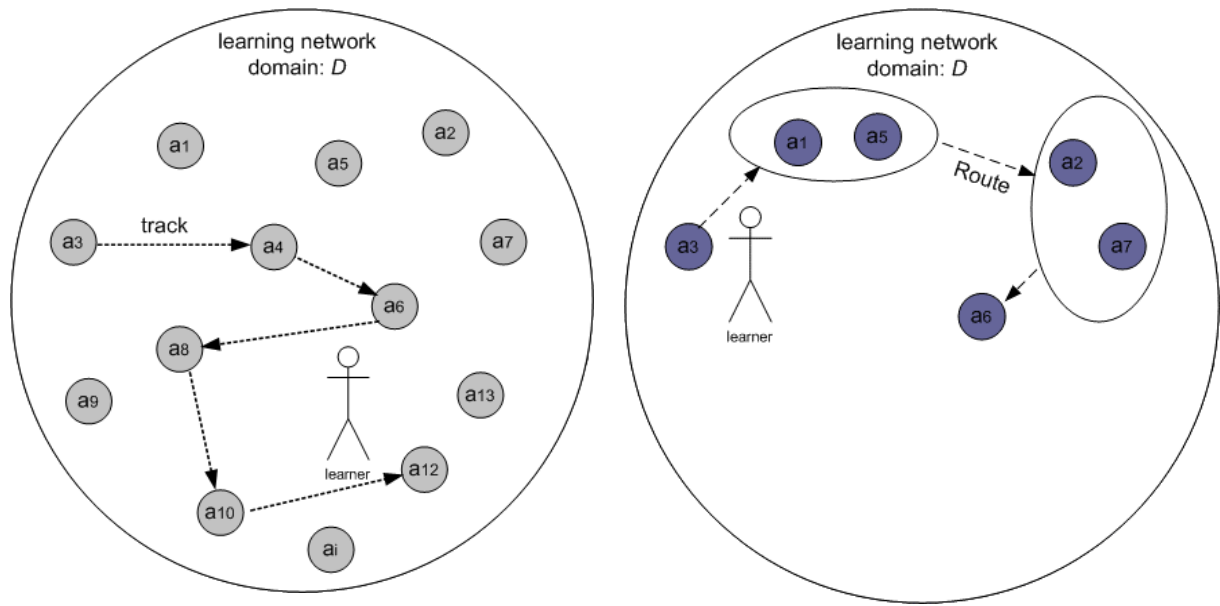 learning network
domain: D
a1
a5
a2
a3
track
a4
a7
a6
a8
a9
a13
learner
a12
a10
ai
learning network
domain: D
a1
a5
a2
Route
a3
a7
a6
learner